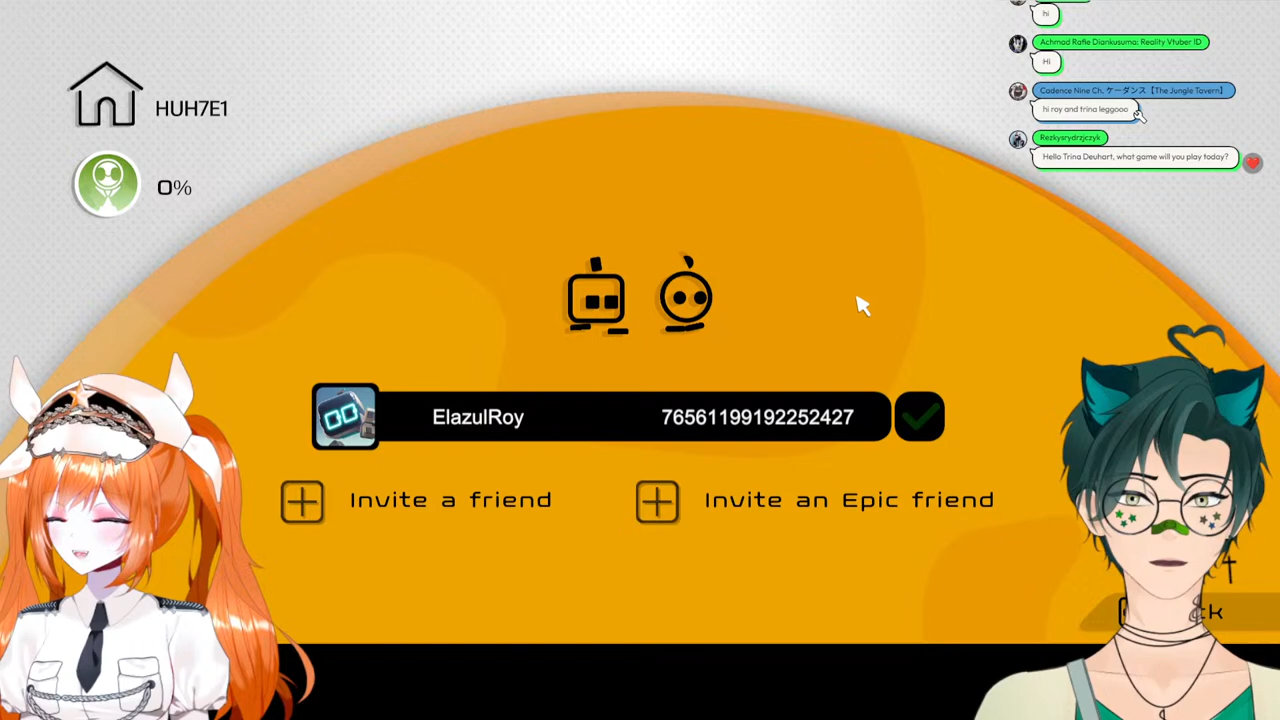 HUH7E1
0%
hi
Achmad Rafie Diankusuma: Reality Vtuber ID
Hi
Cadence Nine Ch. ケーダンス【The Jungle Tavern】
hi roy and trina leggooo
Rezkysrydrzjczyk
Hello Trina Deuhart, what game will you play today?
ElazulRoy 76561199192252427
Invite a friend
Invite an Epic friend